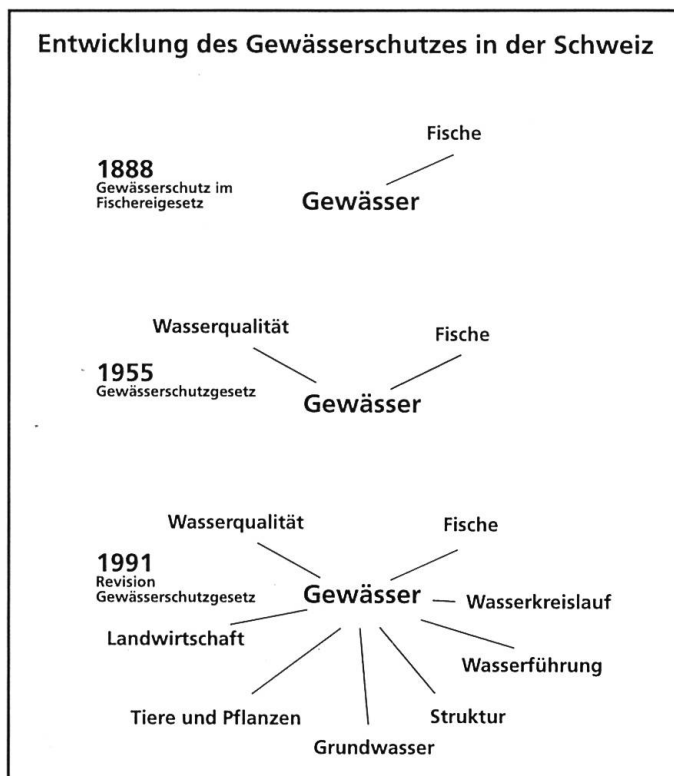 Entwicklung des Gewässerschutzes in der Schweiz
Fische
1888
Gewässerschutz im
Fischereigesetz
Gewässer
Wasserqualität
Fische
1955
Gewässerschutzgesetz
Gewässer
Wasserqualität
Fische
1991
Revision
Gewässerschutzgesetz
Gewässer
Wasserkreislauf
Landwirtschaft
Wasserführung
Tiere und Pflanzen
Struktur
Grundwasser